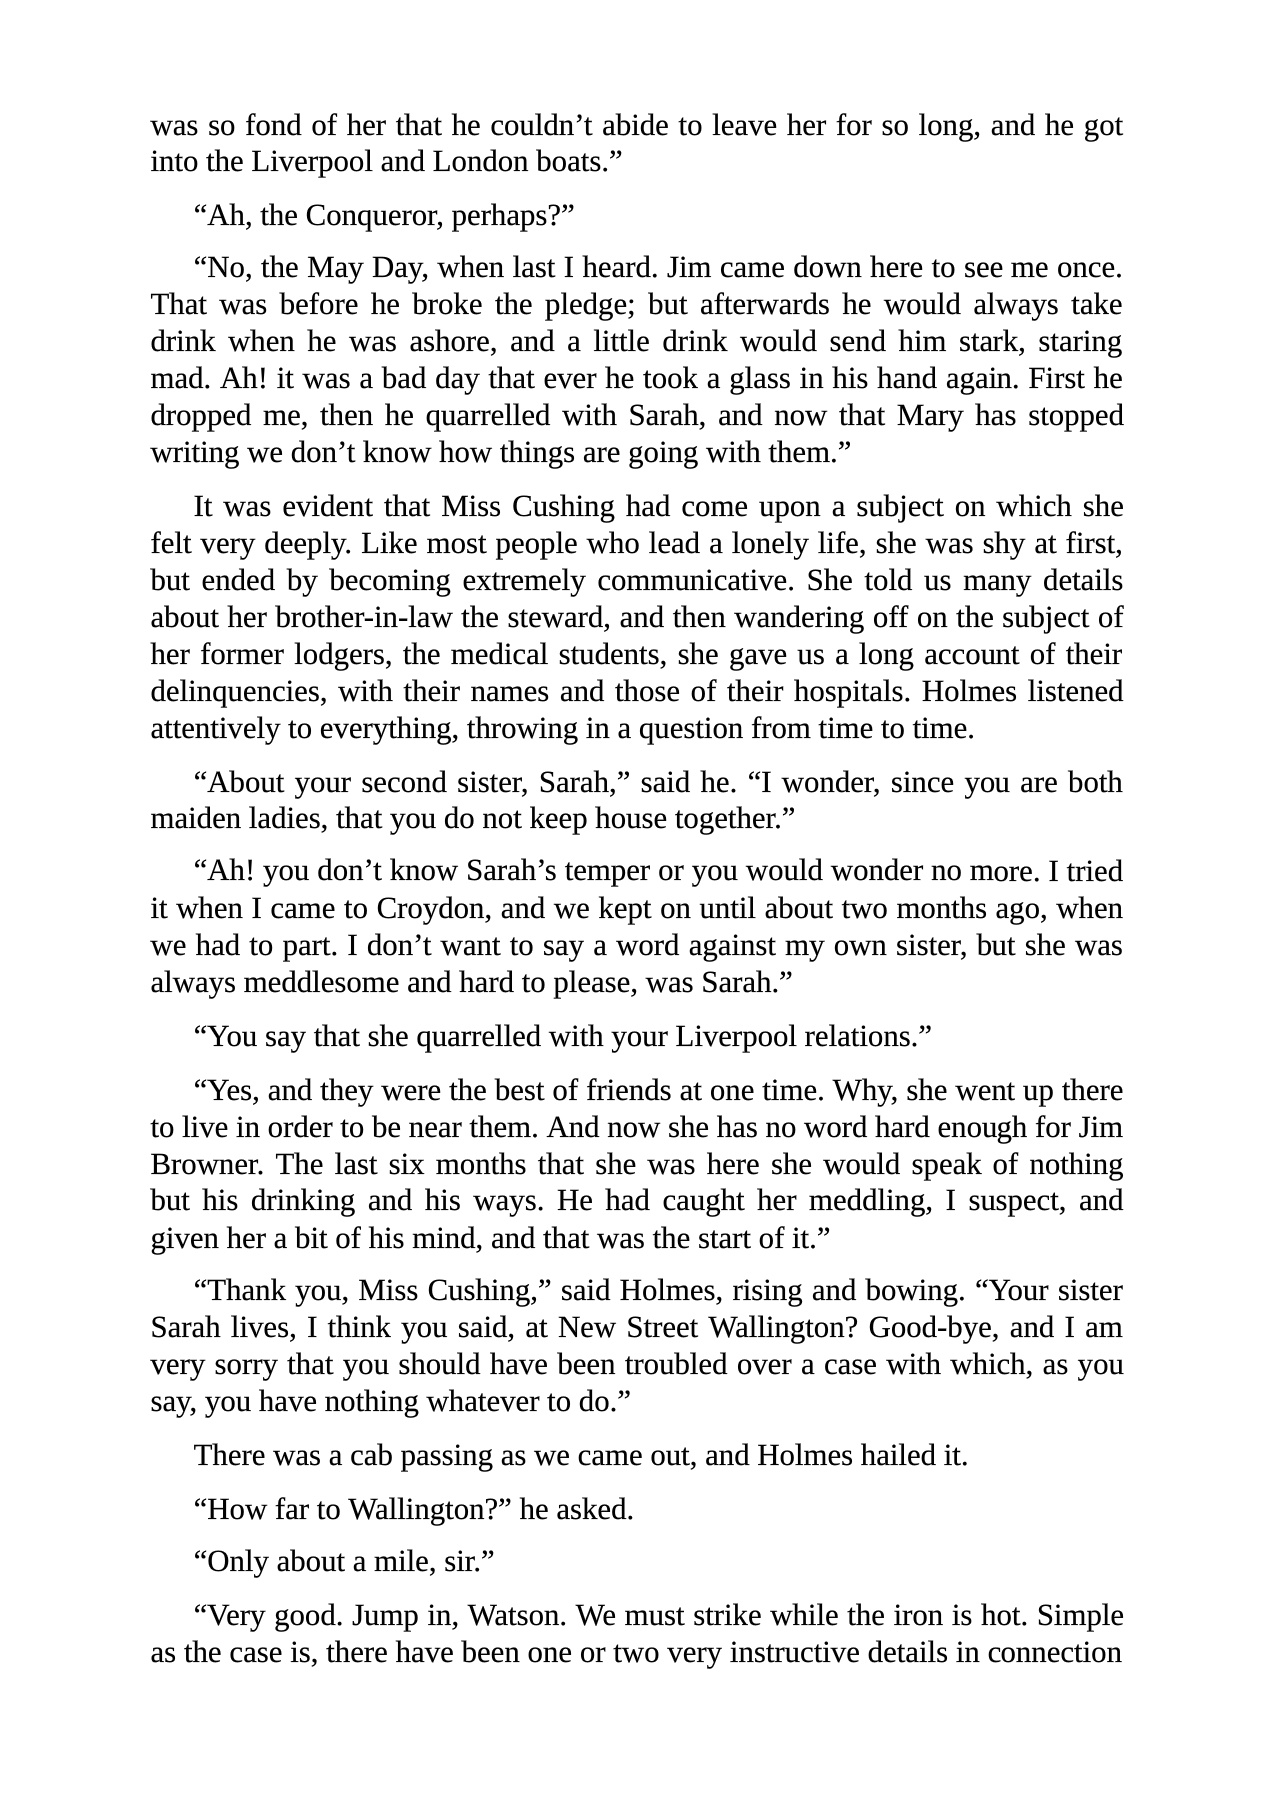 was so fond of her that he couldn’t abide to leave her for so long, and he got
into the Liverpool and London boats.”
“Ah, the Conqueror, perhaps?”
“No, the May Day, when last I heard. Jim came down here to see me once.
That was before he broke the pledge; but afterwards he would always take
drink when he was ashore, and a little drink would send him stark, staring
mad. Ah! it was a bad day that ever he took a glass in his hand again. First he
dropped me, then he quarrelled with Sarah, and now that Mary has stopped
writing we don’t know how things are going with them.”
It was evident that Miss Cushing had come upon a subject on which she
felt very deeply. Like most people who lead a lonely life, she was shy at first,
but ended by becoming extremely communicative. She told us many details
about her brother-in-law the steward, and then wandering off on the subject of
her former lodgers, the medical students, she gave us a long account of their
delinquencies, with their names and those of their hospitals. Holmes listened
attentively to everything, throwing in a question from time to time.
“About your second sister, Sarah,” said he. “I wonder, since you are both
maiden ladies, that you do not keep house together.”
“Ah! you don’t know Sarah’s temper or you would wonder no more. I tried
it when I came to Croydon, and we kept on until about two months ago, when
we had to part. I don’t want to say a word against my own sister, but she was
always meddlesome and hard to please, was Sarah.”
“You say that she quarrelled with your Liverpool relations.”
“Yes, and they were the best of friends at one time. Why, she went up there
to live in order to be near them. And now she has no word hard enough for Jim
Browner. The last six months that she was here she would speak of nothing
but his drinking and his ways. He had caught her meddling, I suspect, and
given her a bit of his mind, and that was the start of it.”
“Thank you, Miss Cushing,” said Holmes, rising and bowing. “Your sister
Sarah lives, I think you said, at New Street Wallington? Good-bye, and I am
very sorry that you should have been troubled over a case with which, as you
say, you have nothing whatever to do.”
There was a cab passing as we came out, and Holmes hailed it.
“How far to Wallington?” he asked.
“Only about a mile, sir.”
“Very good. Jump in, Watson. We must strike while the iron is hot. Simple
as the case is, there have been one or two very instructive details in connection